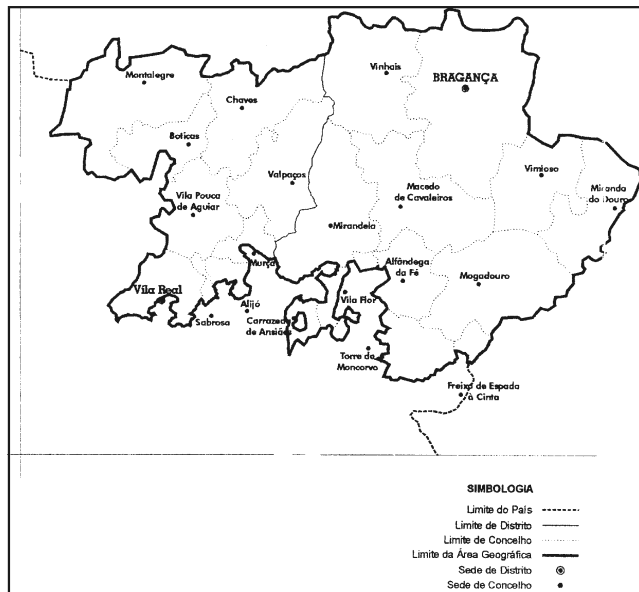 Montalegre
Vinhais
BRAGANÇA
Chaves
Boticas
Valpaços
Vimioso
Miranda
do Douro
Vila Pouca
de Aguiar
Macedo
de Cavaleiros
Mirandela
Murça
Alfândega
da Fé
Mogadouro
Vila Real
Vila Flor
Alijó
Sabrosa
Carrazeda
de Ansiães
Torre de
Moncorvo
Freixo de Espada
à Cinta
SIMBOLOGIA
Limite do País
Limite de Distrito
Limite de Concelho
Limite da Área Geográfica
Sede de Distrito
Sede de Concelho